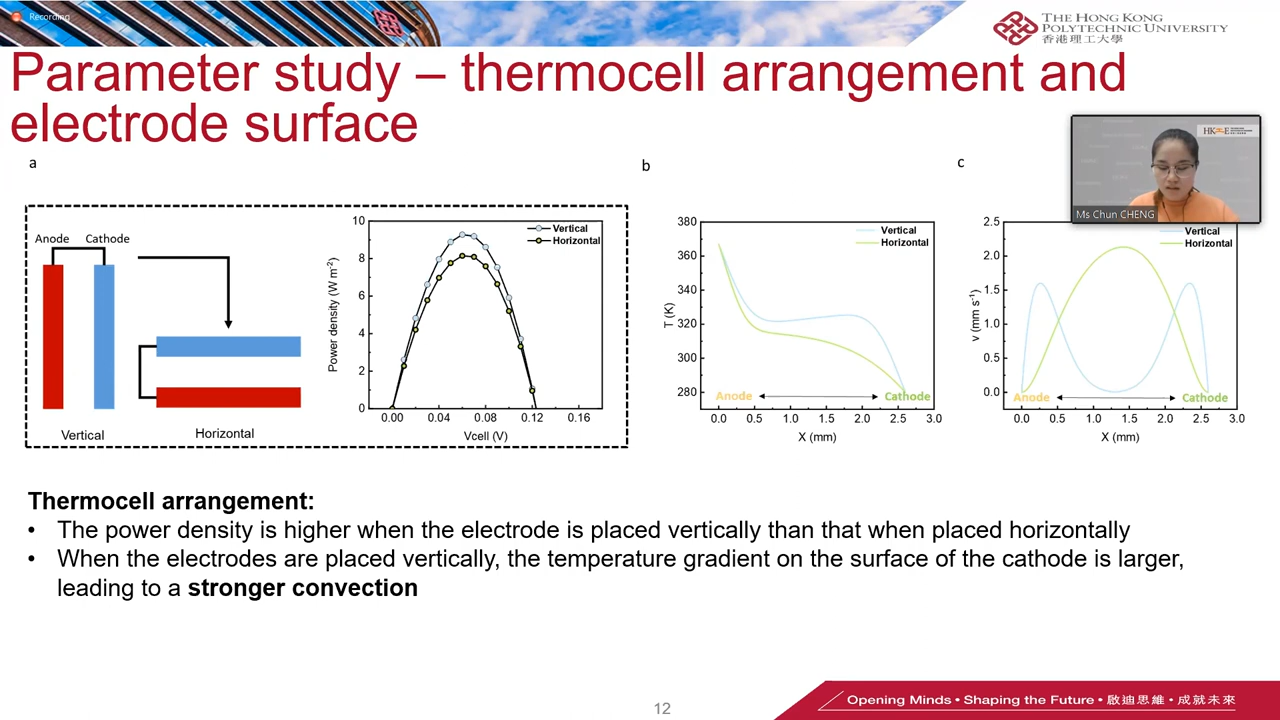 Recording
THE HONG KONG
POLYTECHNIC UNIVERSITY
香港理工大學
Parameter study – thermocell arrangement and
electrode surface
a
b
c
Ms Chun CHENG
Anode Cathode
Vertical
Horizontal
10
8
6
4
2
0
Power density (W m-2)
Vertical
Horizontal
0.00 0.04 0.08 0.12 0.16
Vcell (V)
380
360
340
320
300
280
T (K)
Vertical
Horizontal
Anode Cathode
0.0 0.5 1.0 1.5 2.0 2.5 3.0
X (mm)
2.5
2.0
1.5
1.0
0.5
0.0
v (mm s-1)
Vertical
Horizontal
Anode Cathode
0.0 0.5 1.0 1.5 2.0 2.5 3.0
X (mm)
Thermocell arrangement:
• The power density is higher when the electrode is placed vertically than that when placed horizontally
• When the electrodes are placed vertically, the temperature gradient on the surface of the cathode is larger,
leading to a stronger convection
12
Opening Minds • Shaping the Future • 啟迪思維 • 成就未來